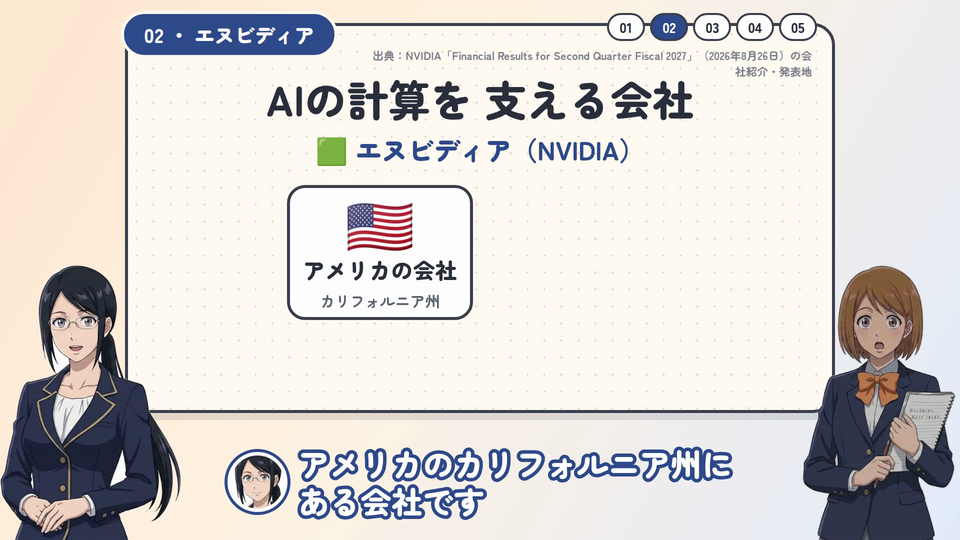 02 ・ エヌビディア
01 02 03 04 05
出典：NVIDIA「Financial Results for Second Quarter Fiscal 2027」（2026年8月26日）の会
社紹介・発表地
AIの計算を 支える会社
エヌビディア（NVIDIA）
アメリカの会社
カリフォルニア州
アメリカのカリフォルニア州に
ある会社です